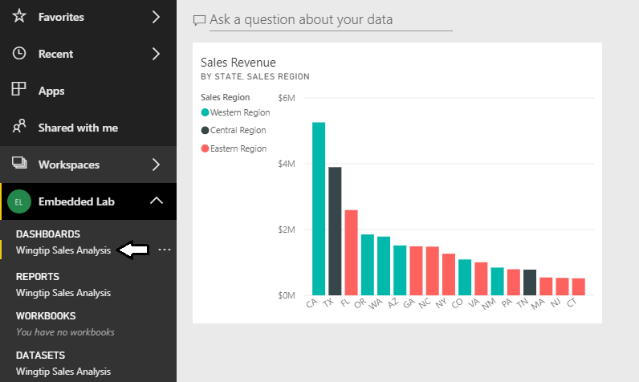 Favorites
Recent
Apps
Shared with me
Workspaces
EL Embedded Lab
DASHBOARDS
Wingtip Sales Analysis
REPORTS
Wingtip Sales Analysis
WORKBOOKS
You have no workbooks
DATASETS
Wingtip Sales Analysis
Ask a question about your data
Sales Revenue
BY STATE, SALES REGION
Sales Region
Western Region
Central Region
Eastern Region
$6M
$4M
$2M
$0M
CA TX FL OR WA AZ GA NC NY CO VA NM PA TN MA NJ CT